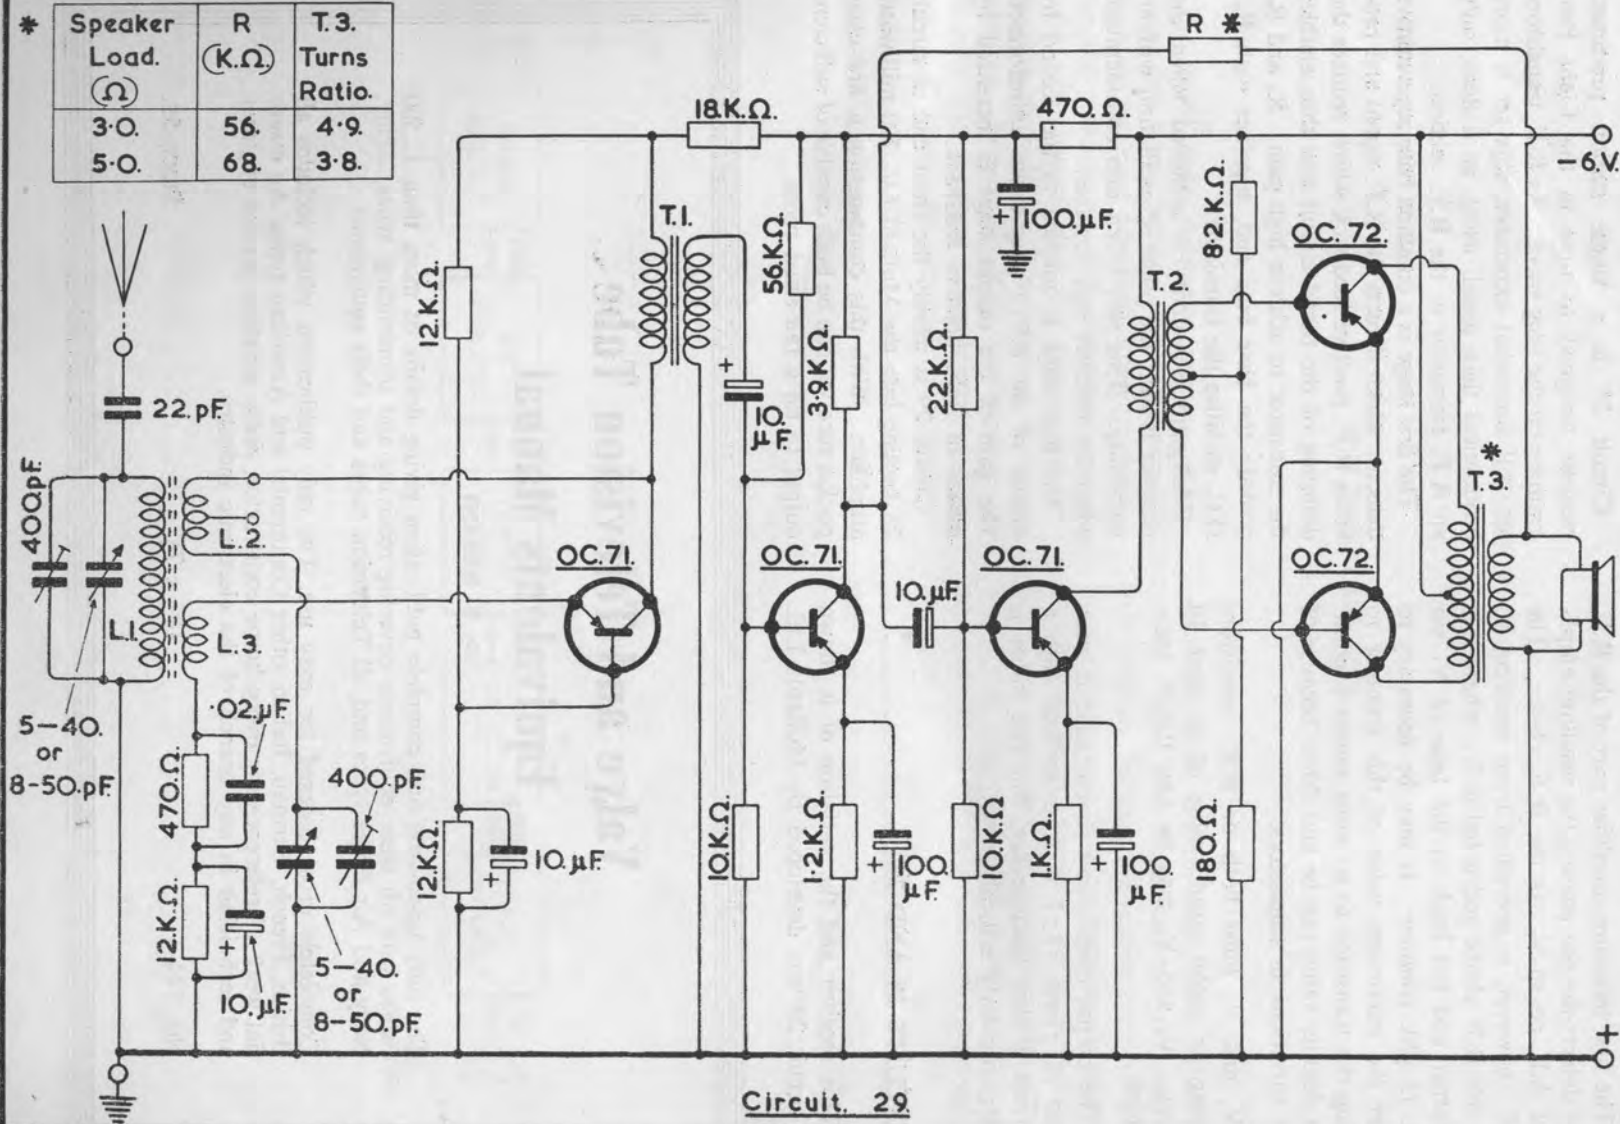 *
Speaker Load. (Ω)
R (K.Ω)
T.3. Turns Ratio.
3·0. 56. 4·9.
5·0. 68. 3·8.
R *
18.K.Ω.
470.Ω.
-6.V.
T.1.
12.K.Ω.
56K.Ω.
3·9K.Ω.
22.K.Ω.
+
100.µF.
8·2.K.Ω.
OC.72.
T.2.
22.pF.
400.pF.
+
10. µF.
L.1.
L.2.
L.3.
OC.71.
OC.71.
10.µF.
OC.71.
OC.72.
T.3.
*
5-40. or 8-50.pF.
·02.µF.
470.Ω.
400.pF.
12.K.Ω.
+
10.µF.
5-40. or 8-50.pF.
12.K.Ω.
+
10.µF.
10.K.Ω.
1·2.K.Ω.
+
100. µF.
10.K.Ω
1.K.Ω.
+
100. µF.
180.Ω.
+
Circuit. 29.